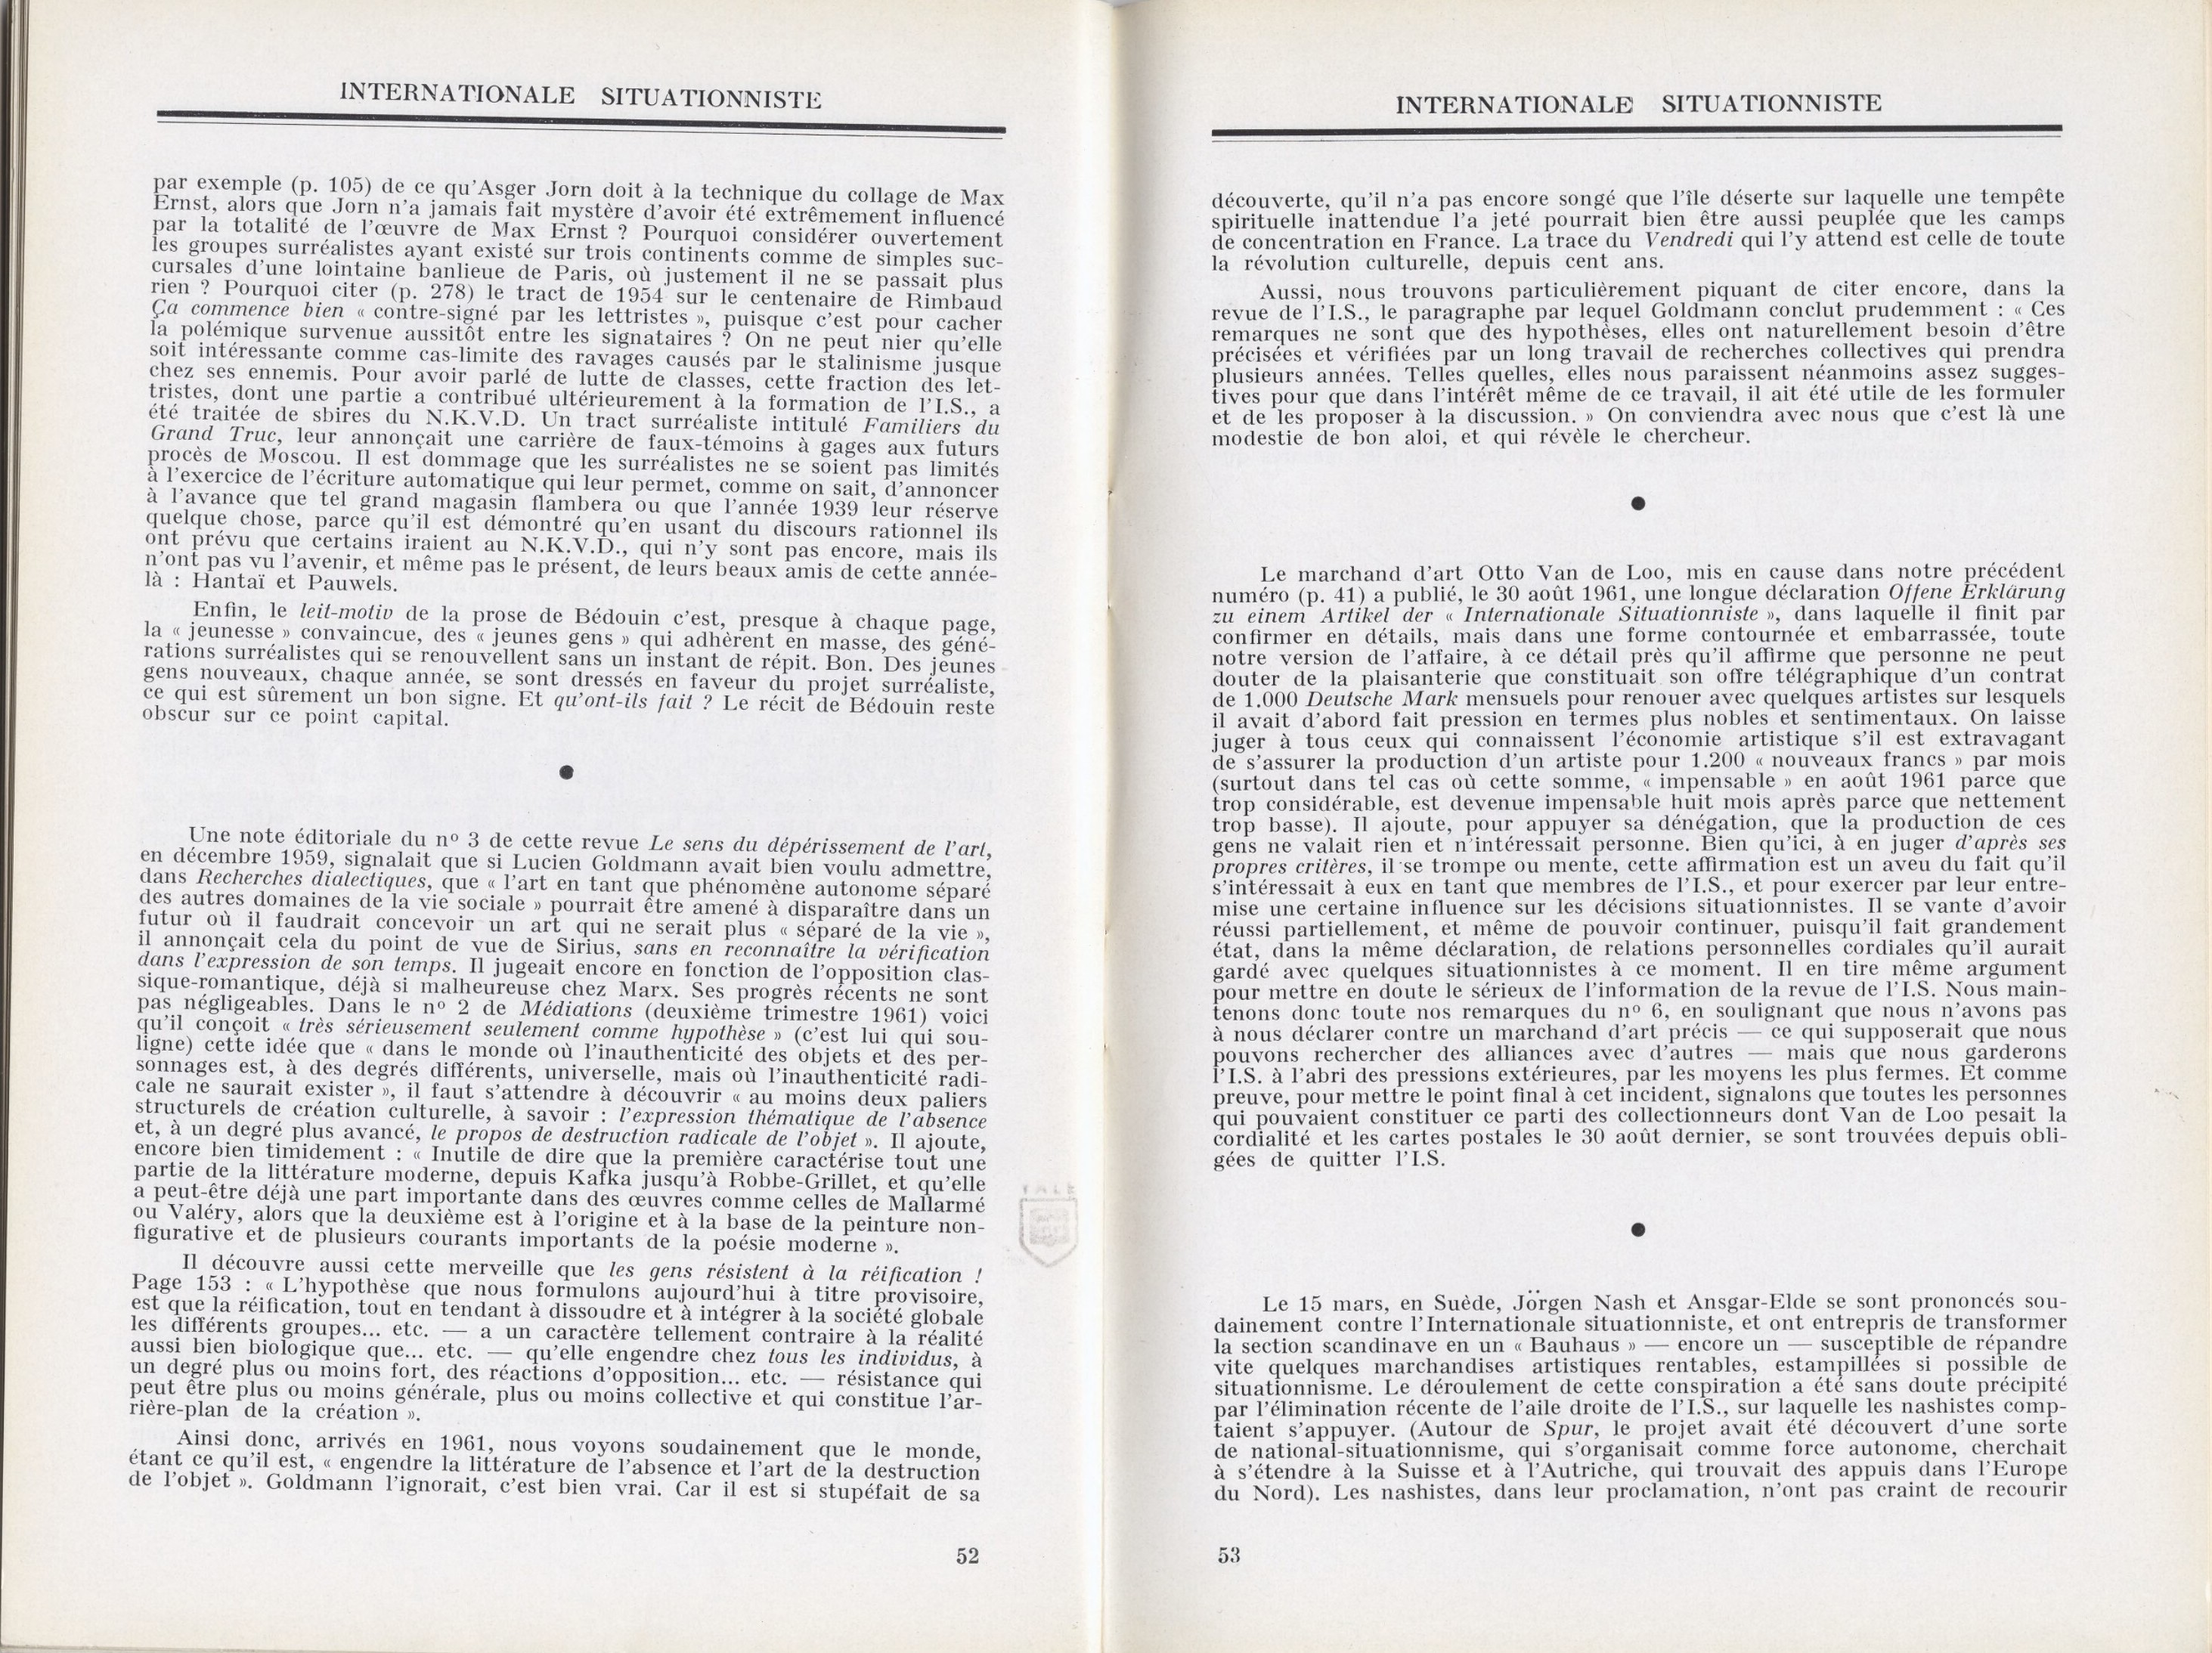 INTERNATIONALE SITUATIONNISTE
par exemple (p. 105) de ce qu'Asger Jorn doit à la technique du collage de Max
Ernst, alors que Jorn n'a jamais fait mystère d'avoir été extrêmement influencé
par la totalité de l'œuvre de Max Ernst ? Pourquoi considérer ouvertement
les groupes surréalistes ayant existé sur trois continents comme de simples suc-
cursales d'une lointaine banlieue de Paris, où justement il ne se passait plus
rien ? Pourquoi citer (p. 278) le tract de 1954 sur le centenaire de Rimbaud
Ça commence bien « contre-signé par les lettristes », puisque c'est pour cacher
la polémique survenue aussitôt entre les signataires ? On ne peut nier qu'elle
soit intéressante comme cas-limite des ravages causés par le stalinisme jusque
chez ses ennemis. Pour avoir parlé de lutte de classes, cette fraction des let-
tristes, dont une partie a contribué ultérieurement à la formation de l'I.S., a
été traitée de sbires du N.K.V.D. Un tract surréaliste intitulé Familiers du
Grand Truc, leur annonçait une carrière de faux-témoins à gages aux futurs
procès de Moscou. Il est dommage que les surréalistes ne se soient pas limités
à l'exercice de l'écriture automatique qui leur permet, comme on sait, d'annoncer
à l'avance que tel grand magasin flambera ou que l'année 1939 leur réserve
quelque chose, parce qu'il est démontré qu'en usant du discours rationnel ils
ont prévu que certains iraient au N.K.V.D., qui n'y sont pas encore, mais ils
n'ont pas vu l'avenir, et même pas le présent, de leurs beaux amis de cette année-
là : Hantaï et Pauwels.
Enfin, le leit-motiv de la prose de Bédouin c'est, presque à chaque page,
la « jeunesse » convaincue, des « jeunes gens » qui adhèrent en masse, des géné-
rations surréalistes qui se renouvellent sans un instant de répit. Bon. Des jeunes
gens nouveaux, chaque année, se sont dressés en faveur du projet surréaliste,
ce qui est sûrement un bon signe. Et qu'ont-ils fait ? Le récit de Bédouin reste
obscur sur ce point capital.
●
Une note éditoriale du n° 3 de cette revue Le sens du dépérissement de l'art,
en décembre 1959, signalait que si Lucien Goldmann avait bien voulu admettre,
dans Recherches dialectiques, que « l'art en tant que phénomène autonome séparé
des autres domaines de la vie sociale » pourrait être amené à disparaître dans un
futur où il faudrait concevoir un art qui ne serait plus « séparé de la vie »,
il annonçait cela du point de vue de Sirius, sans en reconnaître la vérification
dans l'expression de son temps. Il jugeait encore en fonction de l'opposition clas-
sique-romantique, déjà si malheureuse chez Marx. Ses progrès récents ne sont
pas négligeables. Dans le n° 2 de Médiations (deuxième trimestre 1961) voici
qu'il conçoit « très sérieusement seulement comme hypothèse » (c'est lui qui sou-
ligne) cette idée que « dans le monde où l'inauthenticité des objets et des per-
sonnages est, à des degrés différents, universelle, mais où l'inauthenticité radi-
cale ne saurait exister », il faut s'attendre à découvrir « au moins deux paliers
structurels de création culturelle, à savoir : l'expression thématique de l'absence
et, à un degré plus avancé, le propos de destruction radicale de l'objet ». Il ajoute,
encore bien timidement : « Inutile de dire que la première caractérise tout une
partie de la littérature moderne, depuis Kafka jusqu'à Robbe-Grillet, et qu'elle
a peut-être déjà une part importante dans des œuvres comme celles de Mallarmé
ou Valéry, alors que la deuxième est à l'origine et à la base de la peinture non-
figurative et de plusieurs courants importants de la poésie moderne ».
Il découvre aussi cette merveille que les gens résistent à la réification !
Page 153 : « L'hypothèse que nous formulons aujourd'hui à titre provisoire,
est que la réification, tout en tendant à dissoudre et à intégrer à la société globale
les différents groupes... etc. — a un caractère tellement contraire à la réalité
aussi bien biologique que... etc. — qu'elle engendre chez tous les individus, à
un degré plus ou moins fort, des réactions d'opposition... etc. — résistance qui
peut être plus ou moins générale, plus ou moins collective et qui constitue l'ar-
rière-plan de la création ».
Ainsi donc, arrivés en 1961, nous voyons soudainement que le monde,
étant ce qu'il est, « engendre la littérature de l'absence et l'art de la destruction
de l'objet ». Goldmann l'ignorait, c'est bien vrai. Car il est si stupéfait de sa
52
YALE
INTERNATIONALE SITUATIONNISTE
découverte, qu'il n'a pas encore songé que l'île déserte sur laquelle une tempête
spirituelle inattendue l'a jeté pourrait bien être aussi peuplée que les camps
de concentration en France. La trace du Vendredi qui l'y attend est celle de toute
la révolution culturelle, depuis cent ans.
Aussi, nous trouvons particulièrement piquant de citer encore, dans la
revue de l'I.S., le paragraphe par lequel Goldmann conclut prudemment : « Ces
remarques ne sont que des hypothèses, elles ont naturellement besoin d'être
précisées et vérifiées par un long travail de recherches collectives qui prendra
plusieurs années. Telles quelles, elles nous paraissent néanmoins assez sugges-
tives pour que dans l'intérêt même de ce travail, il ait été utile de les formuler
et de les proposer à la discussion. » On conviendra avec nous que c'est là une
modestie de bon aloi, et qui révèle le chercheur.
●
Le marchand d'art Otto Van de Loo, mis en cause dans notre précédent
numéro (p. 41) a publié, le 30 août 1961, une longue déclaration Offene Erklärung
zu einem Artikel der « Internationale Situationniste », dans laquelle il finit par
confirmer en détails, mais dans une forme contournée et embarrassée, toute
notre version de l'affaire, à ce détail près qu'il affirme que personne ne peut
douter de la plaisanterie que constituait son offre télégraphique d'un contrat
de 1.000 Deutsche Mark mensuels pour renouer avec quelques artistes sur lesquels
il avait d'abord fait pression en termes plus nobles et sentimentaux. On laisse
juger à tous ceux qui connaissent l'économie artistique s'il est extravagant
de s'assurer la production d'un artiste pour 1.200 « nouveaux francs » par mois
(surtout dans tel cas où cette somme, « impensable » en août 1961 parce que
trop considérable, est devenue impensable huit mois après parce que nettement
trop basse). Il ajoute, pour appuyer sa dénégation, que la production de ces
gens ne valait rien et n'intéressait personne. Bien qu'ici, à en juger d'après ses
propres critères, il se trompe ou mente, cette affirmation est un aveu du fait qu'il
s'intéressait à eux en tant que membres de l'I.S., et pour exercer par leur entre-
mise une certaine influence sur les décisions situationnistes. Il se vante d'avoir
réussi partiellement, et même de pouvoir continuer, puisqu'il fait grandement
état, dans la même déclaration, de relations personnelles cordiales qu'il aurait
gardé avec quelques situationnistes à ce moment. Il en tire même argument
pour mettre en doute le sérieux de l'information de la revue de l'I.S. Nous main-
tenons donc toute nos remarques du n° 6, en soulignant que nous n'avons pas
à nous déclarer contre un marchand d'art précis — ce qui supposerait que nous
pouvons rechercher des alliances avec d'autres — mais que nous garderons
l'I.S. à l'abri des pressions extérieures, par les moyens les plus fermes. Et comme
preuve, pour mettre le point final à cet incident, signalons que toutes les personnes
qui pouvaient constituer ce parti des collectionneurs dont Van de Loo pesait la
cordialité et les cartes postales le 30 août dernier, se sont trouvées depuis obli-
gées de quitter l'I.S.
●
Le 15 mars, en Suède, Jörgen Nash et Ansgar-Elde se sont prononcés sou-
dainement contre l'Internationale situationniste, et ont entrepris de transformer
la section scandinave en un « Bauhaus » — encore un — susceptible de répandre
vite quelques marchandises artistiques rentables, estampillées si possible de
situationnisme. Le déroulement de cette conspiration a été sans doute précipité
par l'élimination récente de l'aile droite de l'I.S., sur laquelle les nashistes comp-
taient s'appuyer. (Autour de Spur, le projet avait été découvert d'une sorte
de national-situationnisme, qui s'organisait comme force autonome, cherchait
à s'étendre à la Suisse et à l'Autriche, qui trouvait des appuis dans l'Europe
du Nord). Les nashistes, dans leur proclamation, n'ont pas craint de recourir
53